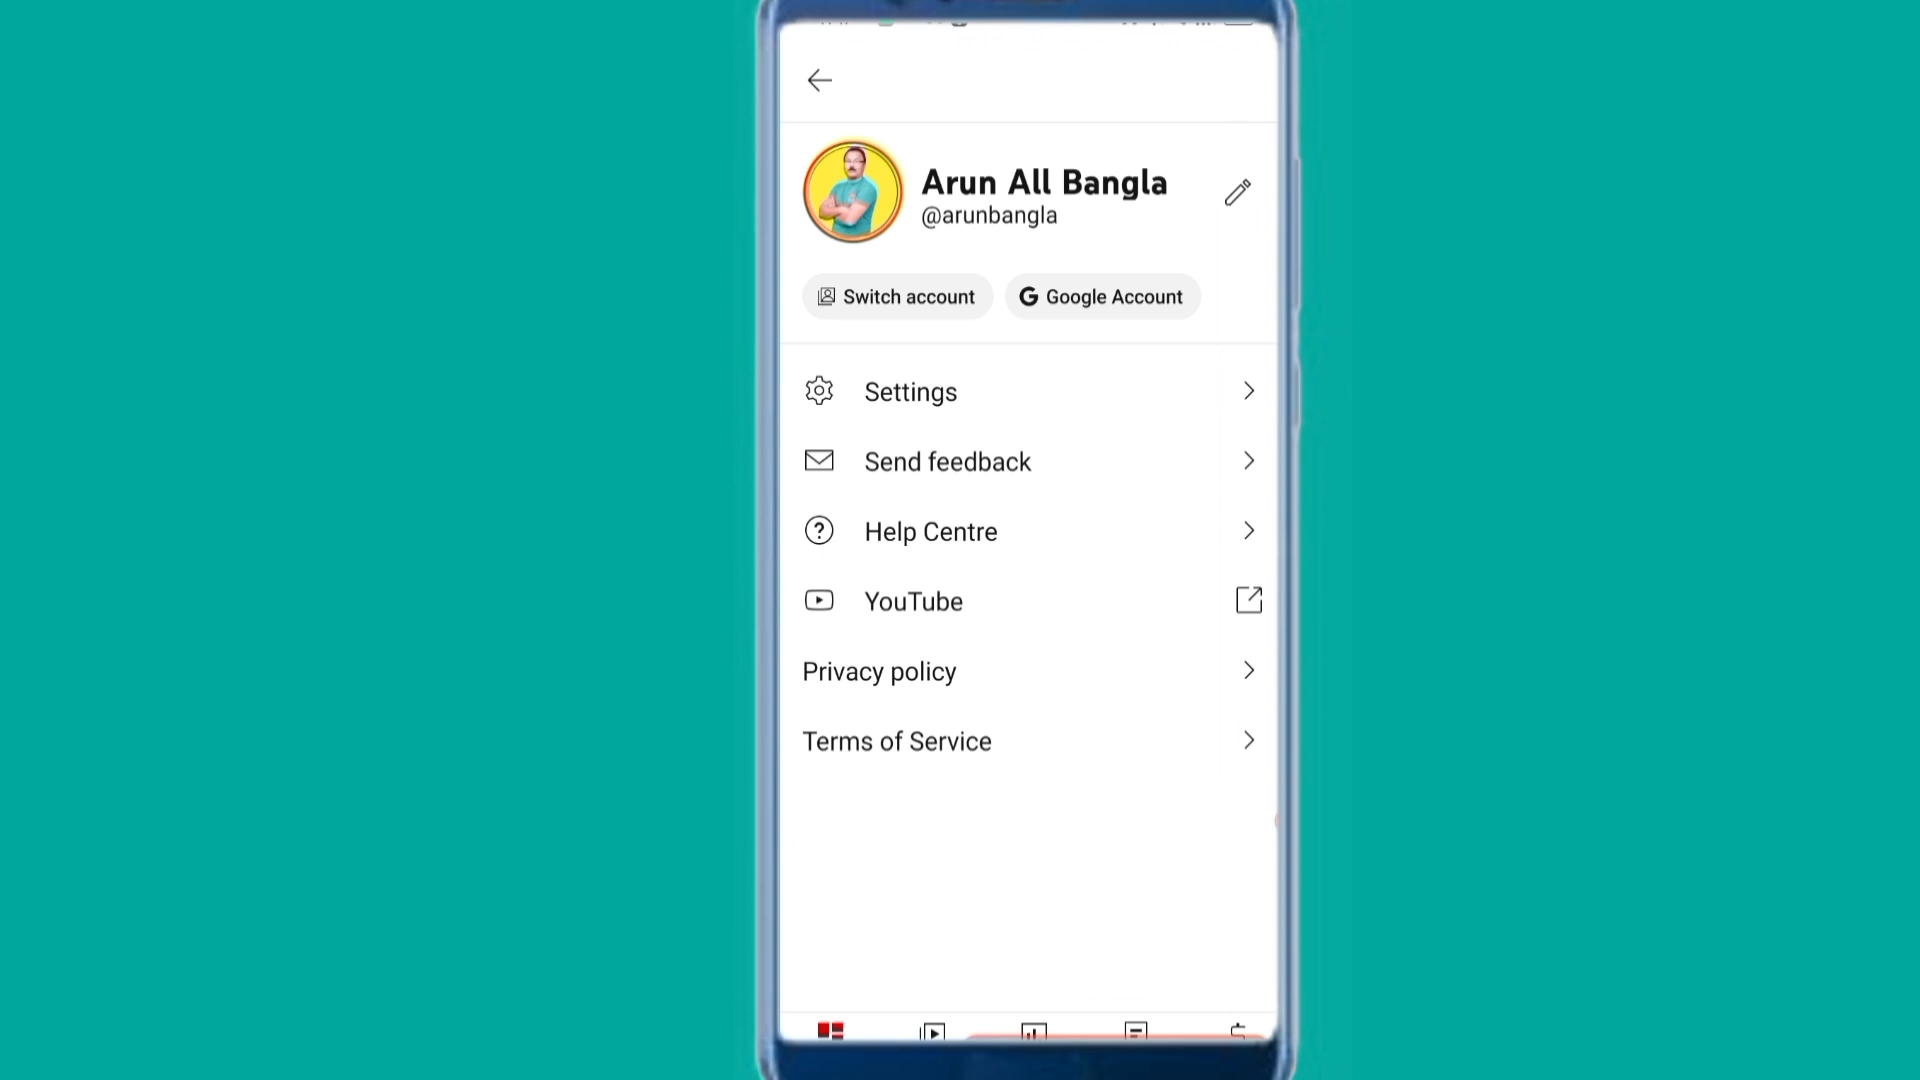 Arun All Bangla
@arunbangla
Switch account
Google Account
Settings
Send feedback
Help Centre
YouTube
Privacy policy
Terms of Service